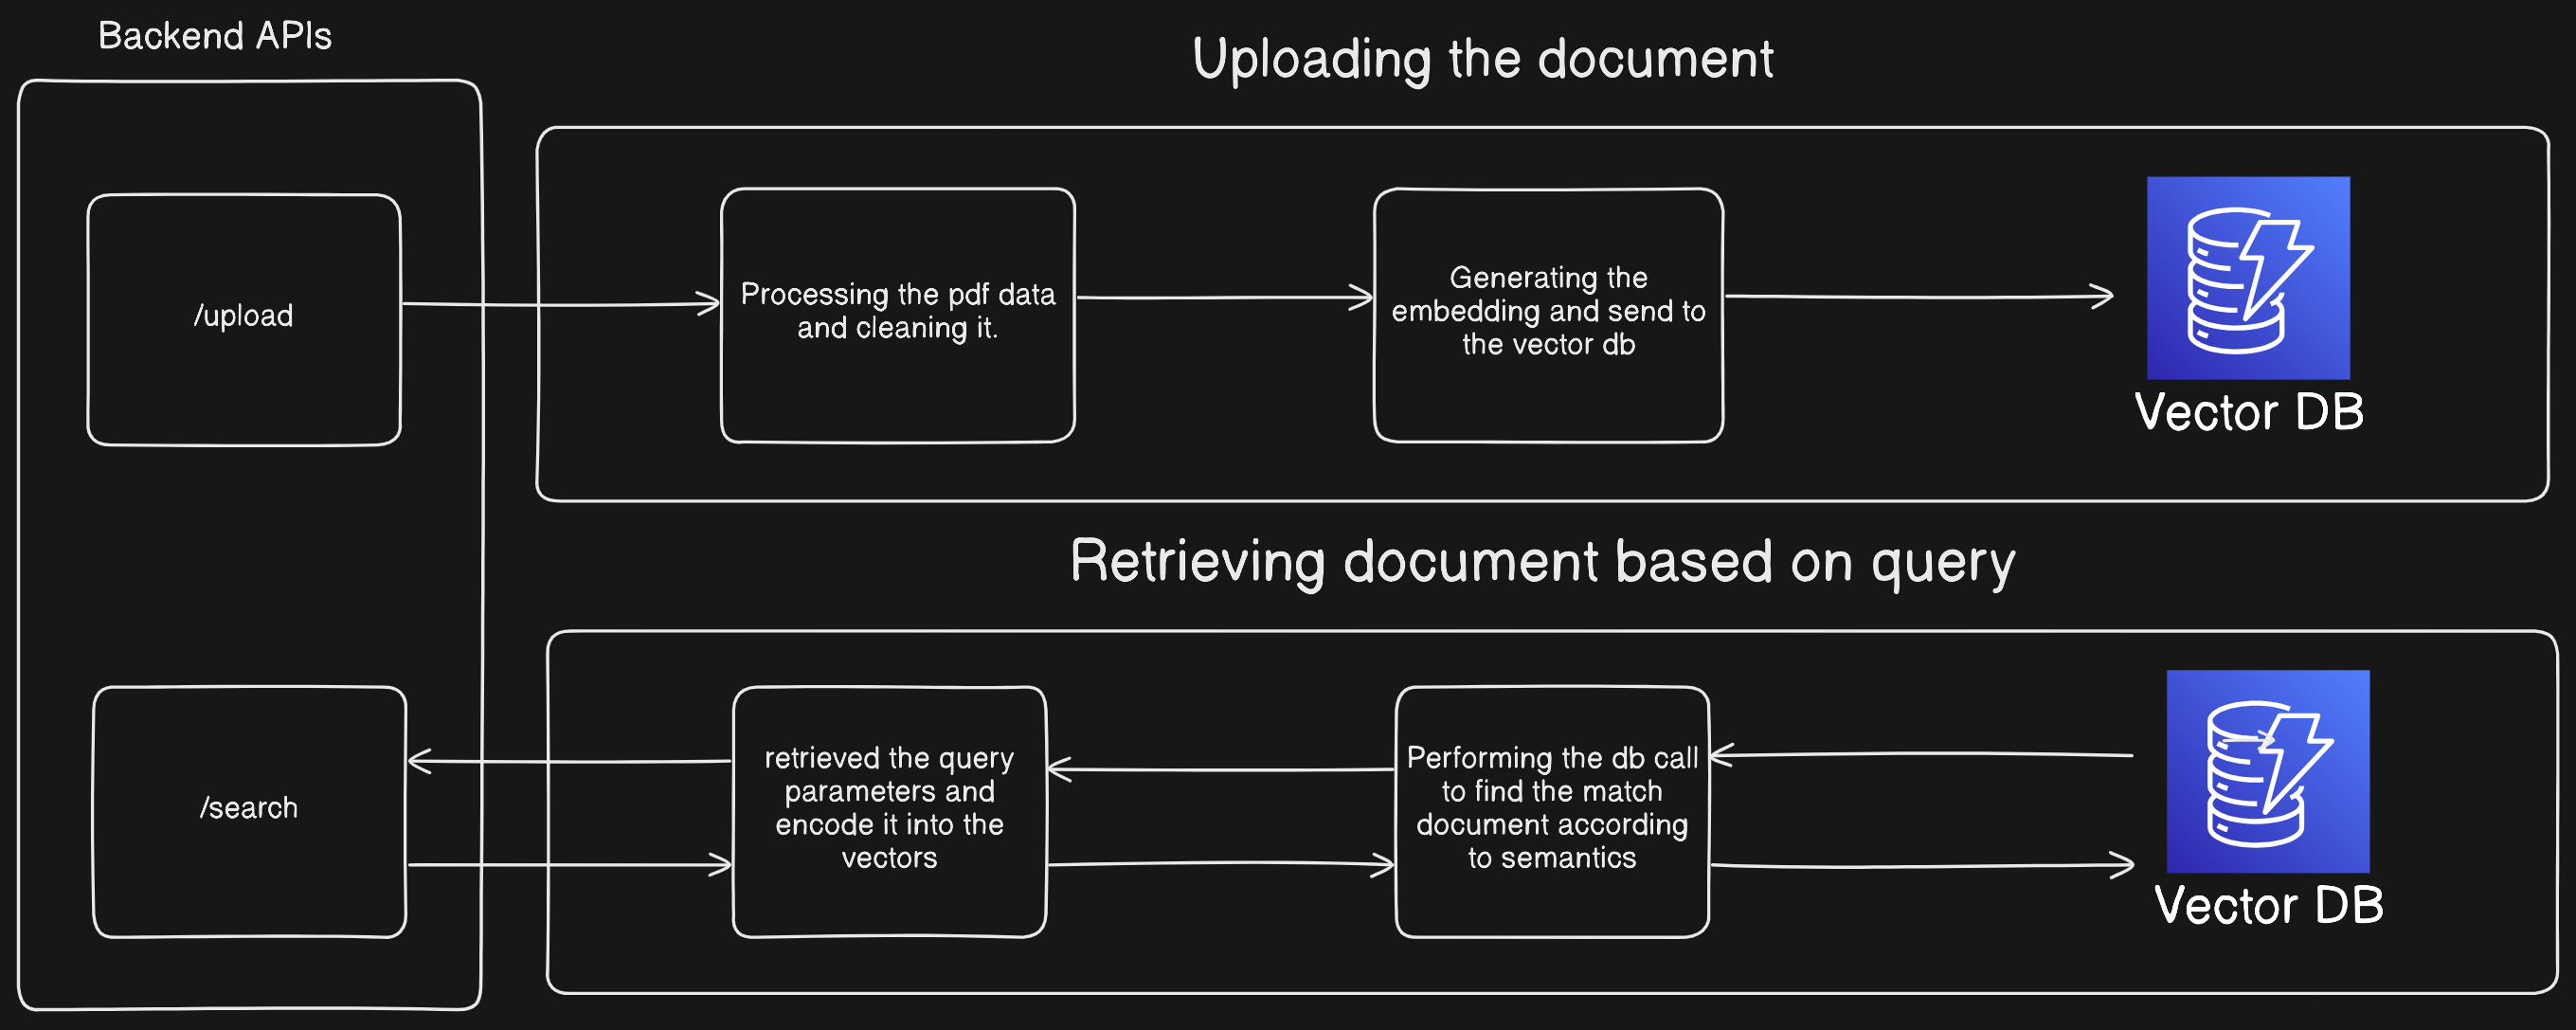 Backend APIs
Uploading the document
/upload
Processing the pdf data
and cleaning it.
Generating the
embedding and send to
the vector db
Vector DB
Retrieving document based on query
/search
retrieved the query
parameters and
encode it into the
vectors
Performing the db call
to find the match
document according
to semantics
Vector DB